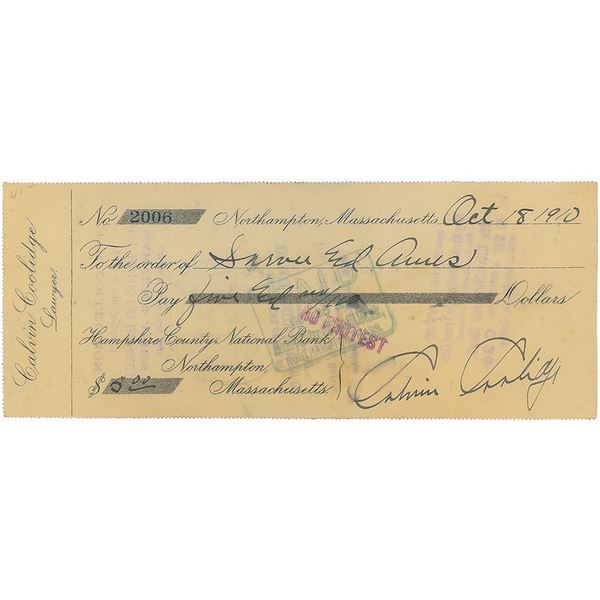 Calvin Coolidge
Lawyer.
No. 2006 Northampton, Massachusetts Oct 18 1910
To the order of
Pay five Dollars
PAID
NO PROTEST
Hampshire County National Bank
Northampton,
$ 5.00 Massachusetts.
Calvin Coolidge